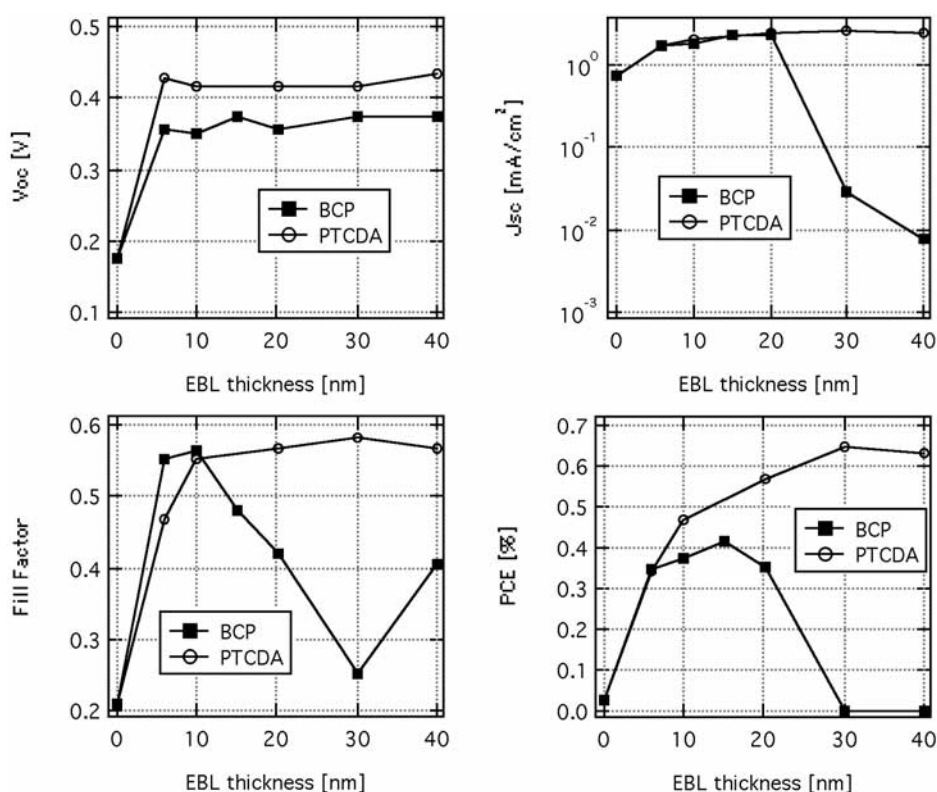 0.5
0.4
0.3
0.2
0.1
Voc [V]
BCP
PTCDA
0 10 20 30 40
EBL thickness [nm]
10^0
10^-1
10^-2
10^-3
Jsc [mA/cm²]
BCP
PTCDA
0 10 20 30 40
EBL thickness [nm]
0.6
0.5
0.4
0.3
0.2
Fill Factor
BCP
PTCDA
0 10 20 30 40
EBL thickness [nm]
0.7
0.6
0.5
0.4
0.3
0.2
0.1
0.0
PCE [%]
BCP
PTCDA
0 10 20 30 40
EBL thickness [nm]